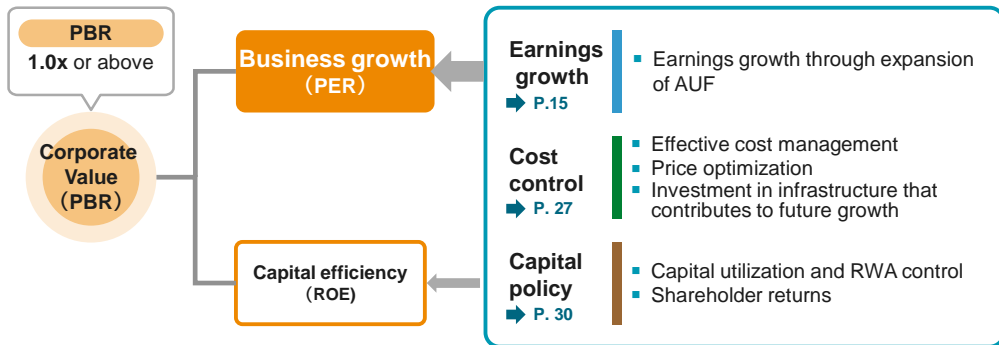 PBR
1.0x or above
Corporate
Value
（PBR）
Business growth
（PER）
Capital efficiency
（ROE)
Earnings
growth
P.15
Earnings growth through expansion
of AUF
Cost
control
P. 27
Effective cost management
Price optimization
Investment in infrastructure that
contributes to future growth
Capital
policy
P. 30
Capital utilization and RWA control
Shareholder returns